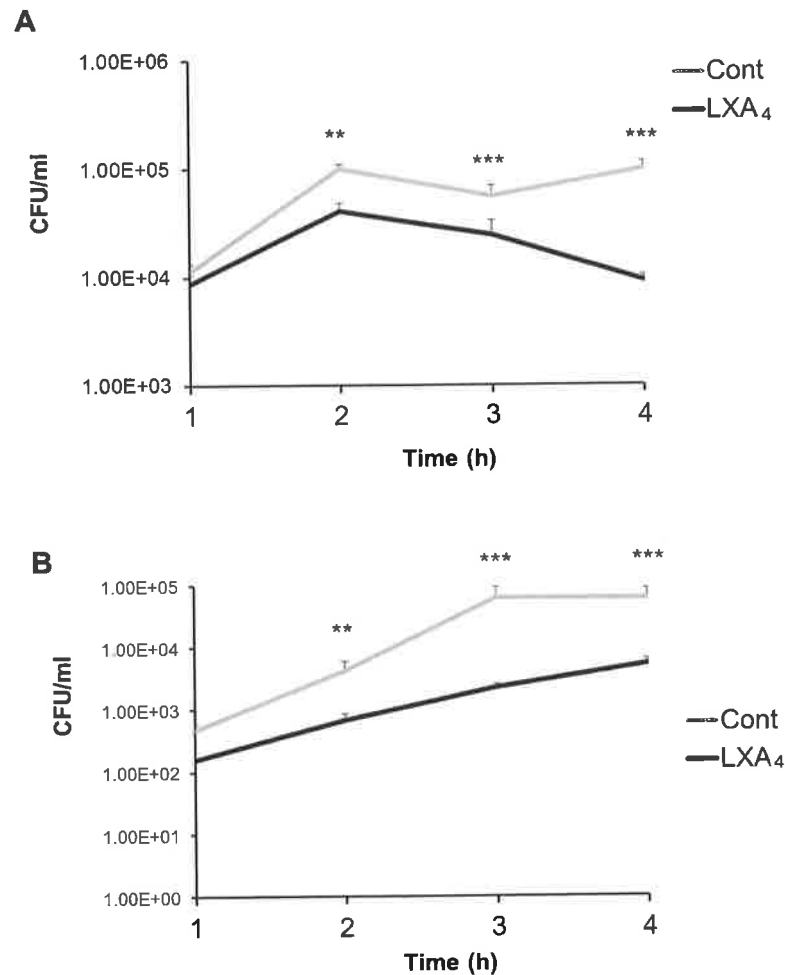 A
1.00E+06
Cont
LXA₄
**
***
***
1.00E+05
CFU/ml
1.00E+04
1.00E+03
1
2
3
4
Time (h)
B
***
***
1.00E+05
**
1.00E+04
CFU/ml
1.00E+03
Cont
LXA₄
1.00E+02
1.00E+01
1.00E+00
1
2
3
4
Time (h)